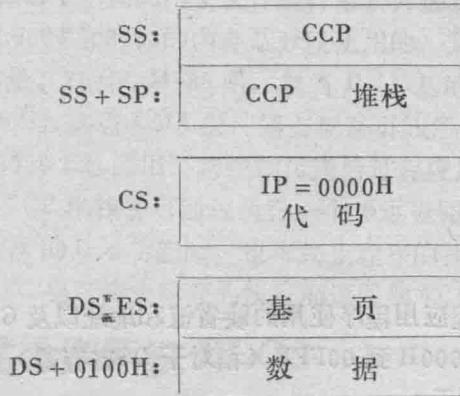 SS: CCP
SS+SP: CCP 堆栈
CS: IP=0000H
代码
DS ES: 基页
DS+0100H: 数据